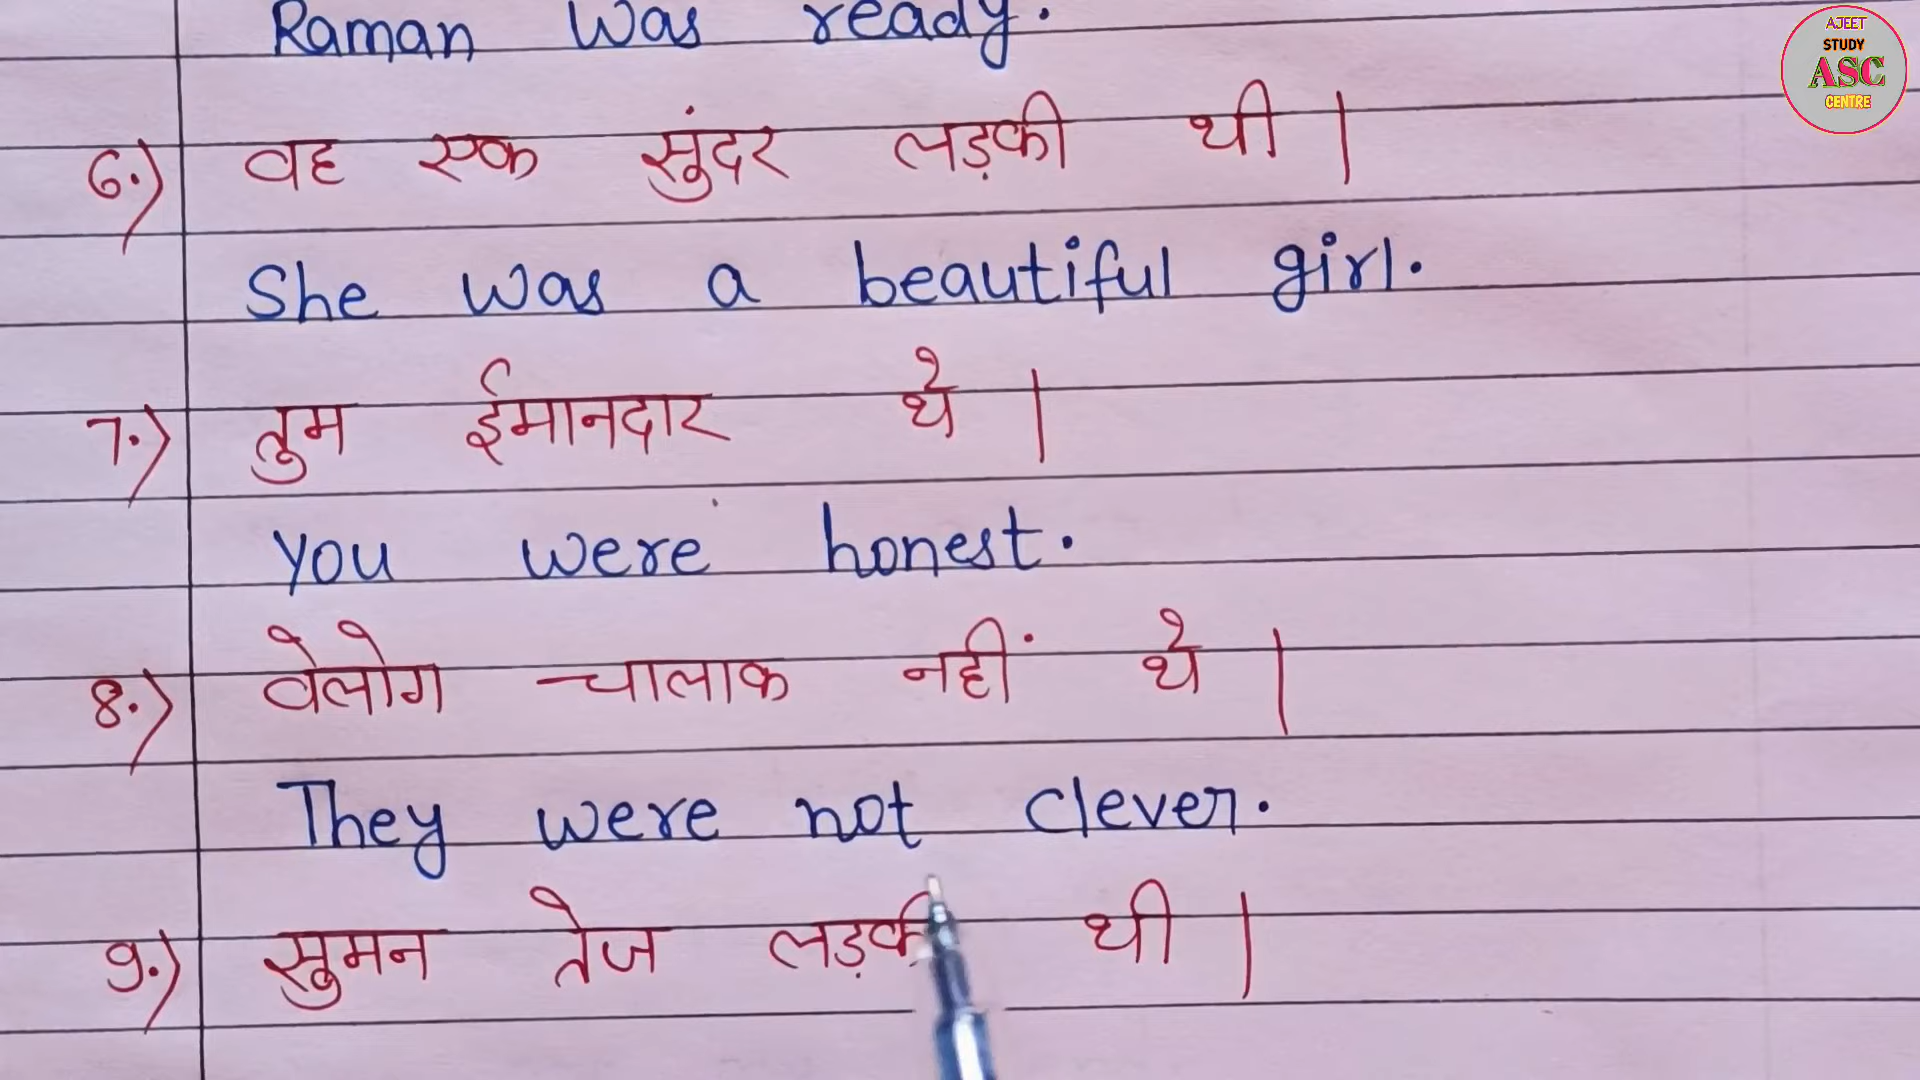 Raman was ready.
AJEET
STUDY
ASC
CENTRE
6.) वह एक सुंदर लड़की थी |
She was a beautiful girl.
7.) तुम ईमानदार थे |
you were honest.
8.) वेलोग चालाक नहीं थे |
They were not clever.
9.) सुमन तेज लड़की थी |